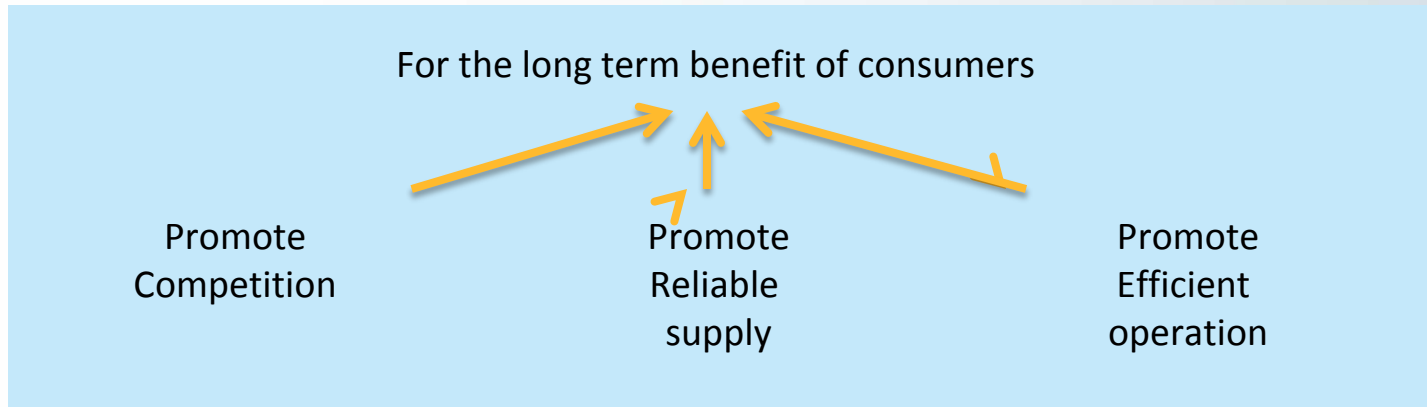 For the long term benefit of consumers
Promote
Competition
Promote
Reliable
supply
Promote
Efficient
operation